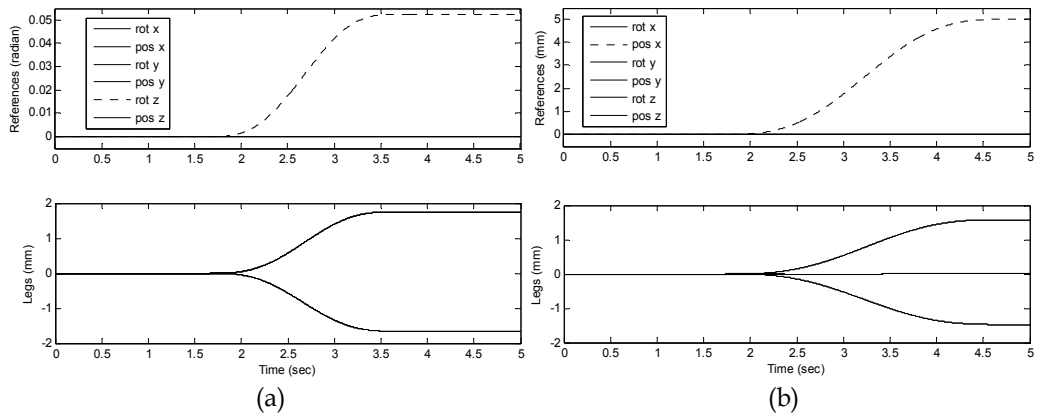 References (radian)
0.05
0.04
0.03
0.02
0.01
0
rot x
pos x
rot y
pos y
rot z
pos z
0 0.5 1 1.5 2 2.5 3 3.5 4 4.5 5
Legs (mm)
2
1
0
-1
-2
0 0.5 1 1.5 2 2.5 3 3.5 4 4.5 5
Time (sec)
(a)
References (mm)
5
4
3
2
1
0
rot x
pos x
rot y
pos y
rot z
pos z
0 0.5 1 1.5 2 2.5 3 3.5 4 4.5 5
Legs (mm)
2
1
0
-1
-2
0 0.5 1 1.5 2 2.5 3 3.5 4 4.5 5
Time (sec)
(b)